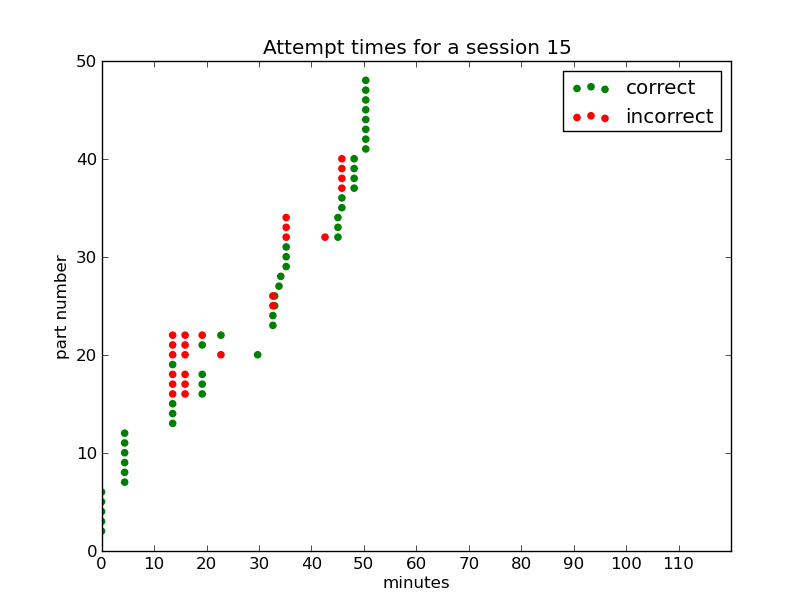 Attempt times for a session 15
50
correct
incorrect
40
30
part number
20
10
0
0 10 20 30 40 50 60 70 80 90 100 110
minutes